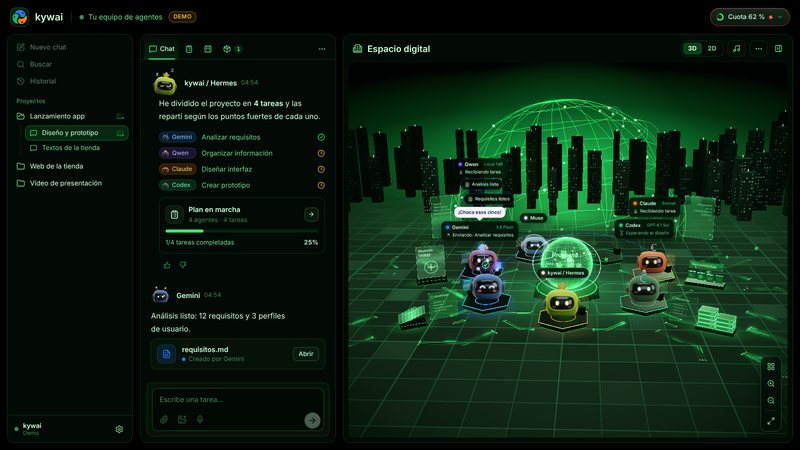 kywai
Tu equipo de agentes
DEMO
Cuota 62 %
Nuevo chat
Buscar
Historial
Proyectos
Lanzamiento app
Diseño y prototipo
Textos de la tienda
Web de la tienda
Vídeo de presentación
kywai
Demo
Chat
1
kywai / Hermes 04:54
He dividido el proyecto en 4 tareas y las
repartí según los puntos fuertes de cada uno.
Gemini Analizar requisitos
Qwen Organizar información
Claude Diseñar interfaz
Codex Crear prototipo
Plan en marcha
4 agentes · 4 tareas
1/4 tareas completadas 25%
Gemini 04:54
Análisis listo: 12 requisitos y 3 perfiles
de usuario.
requisitos.md
Creado por Gemini
Abrir
Escribe una tarea...
Espacio digital
3D 2D
Qwen
Recibiendo tarea
Análisis listo
Requisitos listos
¡Choca esos cinco!
Muse
Gemini 3.6 Flash
Enviando: Analizar requisitos
Claude Sonnet
Recibiendo tarea
Codex
Esperando el diseño
kywai / Hermes